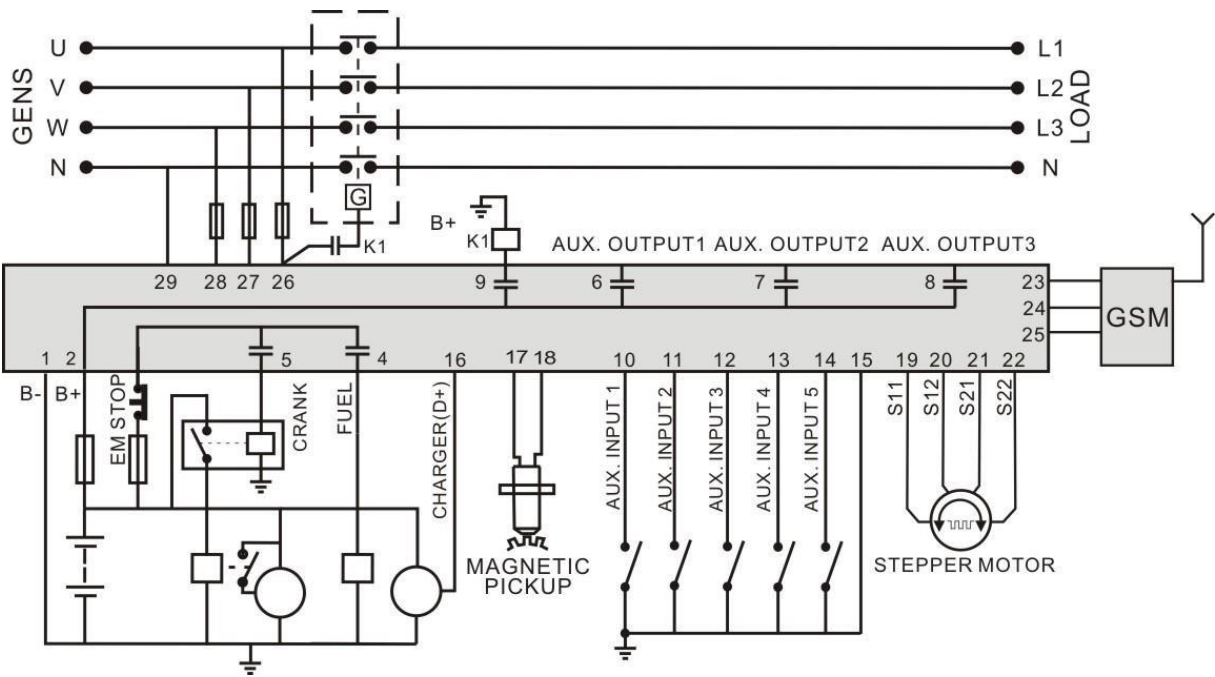 U
L1
V
L2
W
L3
N
N
GENS
LOAD
G
K1
B+
K1
AUX. OUTPUT1 AUX. OUTPUT2 AUX. OUTPUT3
29 28 27 26 9 6 7 8 23
24
25
GSM
1 2 5 4 16 17 18 10 11 12 13 14 15 19 20 21 22
B- B+
EM STOP
CRANK
FUEL
CHARGER(D+)
AUX. INPUT 1
AUX. INPUT 2
AUX. INPUT 3
AUX. INPUT 4
AUX. INPUT 5
S11
S12
S21
S22
MAGNETIC
PICKUP
STEPPER MOTOR